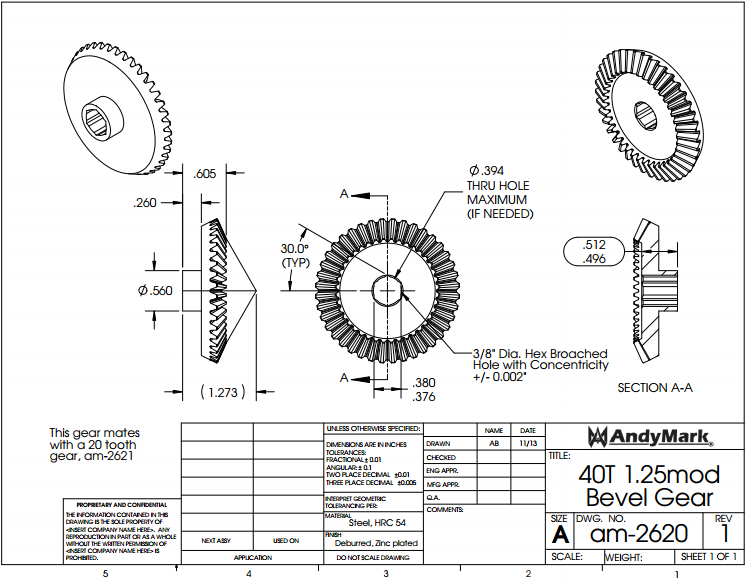 .605
.260
Ø.560
( 1.273 )
A
30.0°
(TYP)
Ø.394
THRU HOLE
MAXIMUM
(IF NEEDED)
.512
.496
3/8" Dia. Hex Broached
Hole with Concentricity
+/- 0.002"
A
.380
.376
SECTION A-A
This gear mates
with a 20 tooth
gear, am-2621
PROPRIETARY AND CONFIDENTIAL
THE INFORMATION CONTAINED IN THIS
DRAWING IS THE SOLE PROPERTY OF
<INSERT COMPANY NAME HERE>. ANY
REPRODUCTION IN PART OR AS A WHOLE
WITHOUT THE WRITTEN PERMISSION OF
<INSERT COMPANY NAME HERE> IS
PROHIBITED.
NEXT ASSY USED ON
APPLICATION
UNLESS OTHERWISE SPECIFIED:
DIMENSIONS ARE IN INCHES
TOLERANCES:
FRACTIONAL± 0.01
ANGULAR: ± 0.1
TWO PLACE DECIMAL ±0.01
THREE PLACE DECIMAL ±0.005
INTERPRET GEOMETRIC
TOLERANCING PER:
MATERIAL
Steel, HRC 54
FINISH
Deburred, Zinc plated
DO NOT SCALE DRAWING
NAME DATE
DRAWN AB 11/13
CHECKED
ENG APPR.
MFG APPR.
Q.A.
COMMENTS:
AndyMark®
TITLE:
40T 1.25mod
Bevel Gear
SIZE DWG. NO. REV
A am-2620 1
SCALE: WEIGHT: SHEET 1 OF 1
5 4 3 2 1